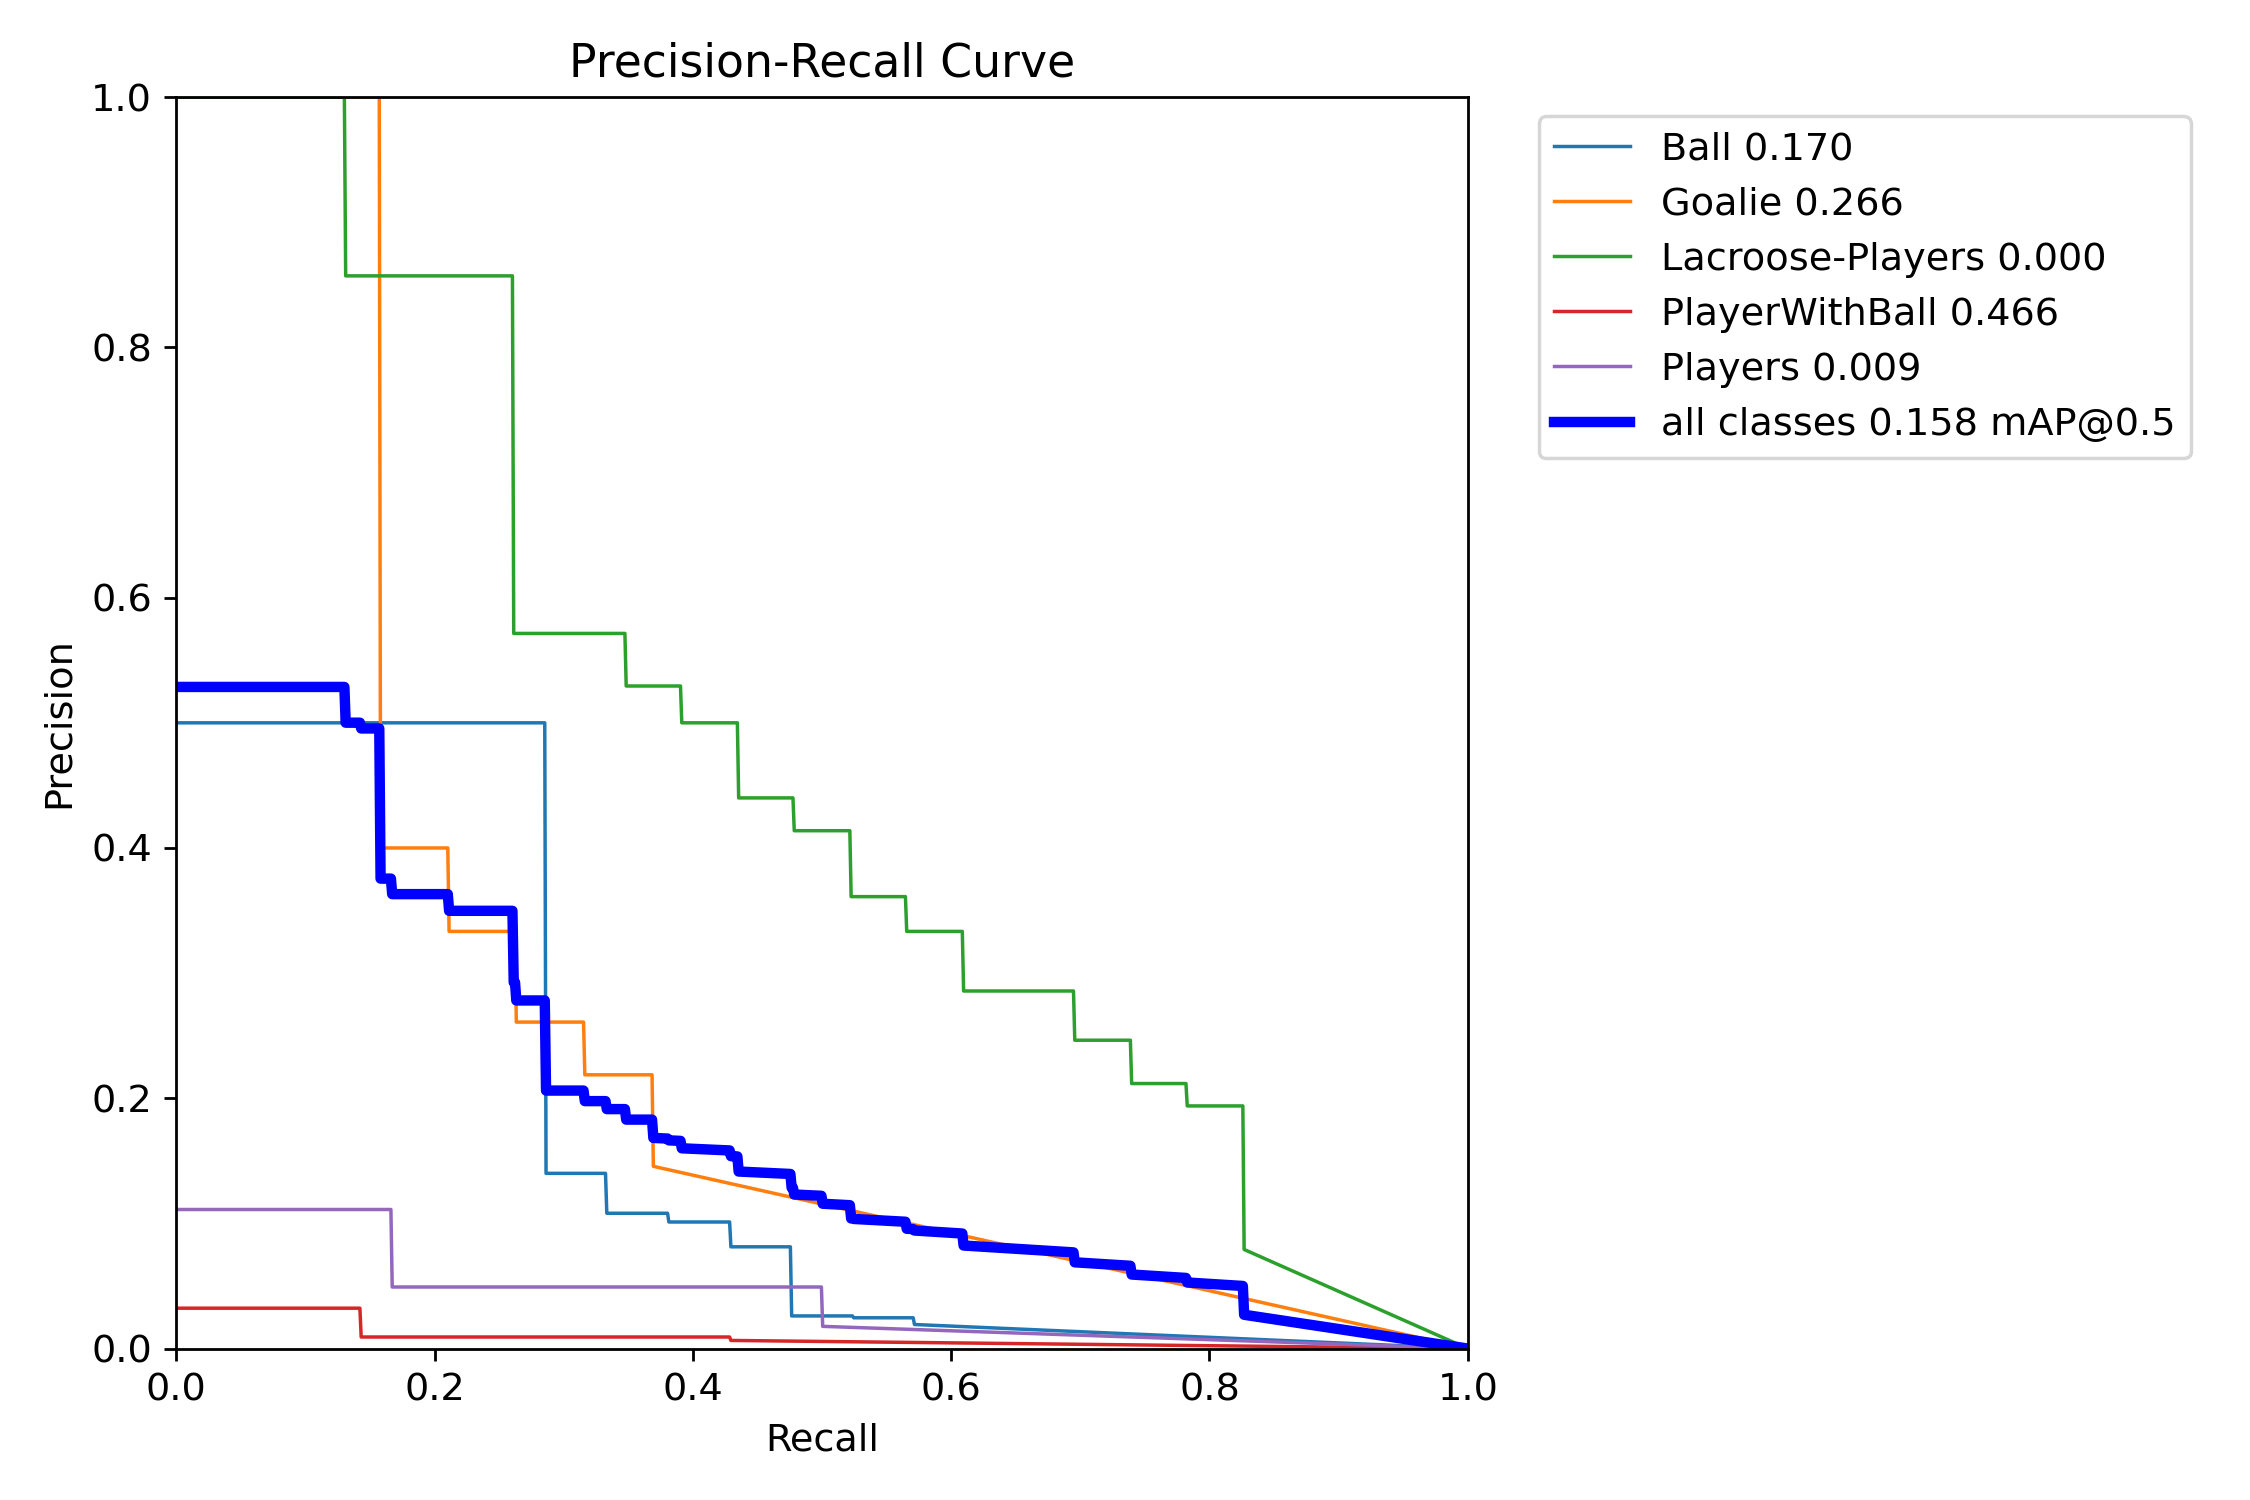 Precision-Recall Curve
1.0
0.8
0.6
0.4
0.2
0.0
Precision
0.0 0.2 0.4 0.6 0.8 1.0
Recall
Ball 0.170
Goalie 0.266
Lacroose-Players 0.000
PlayerWithBall 0.466
Players 0.009
all classes 0.158 mAP@0.5